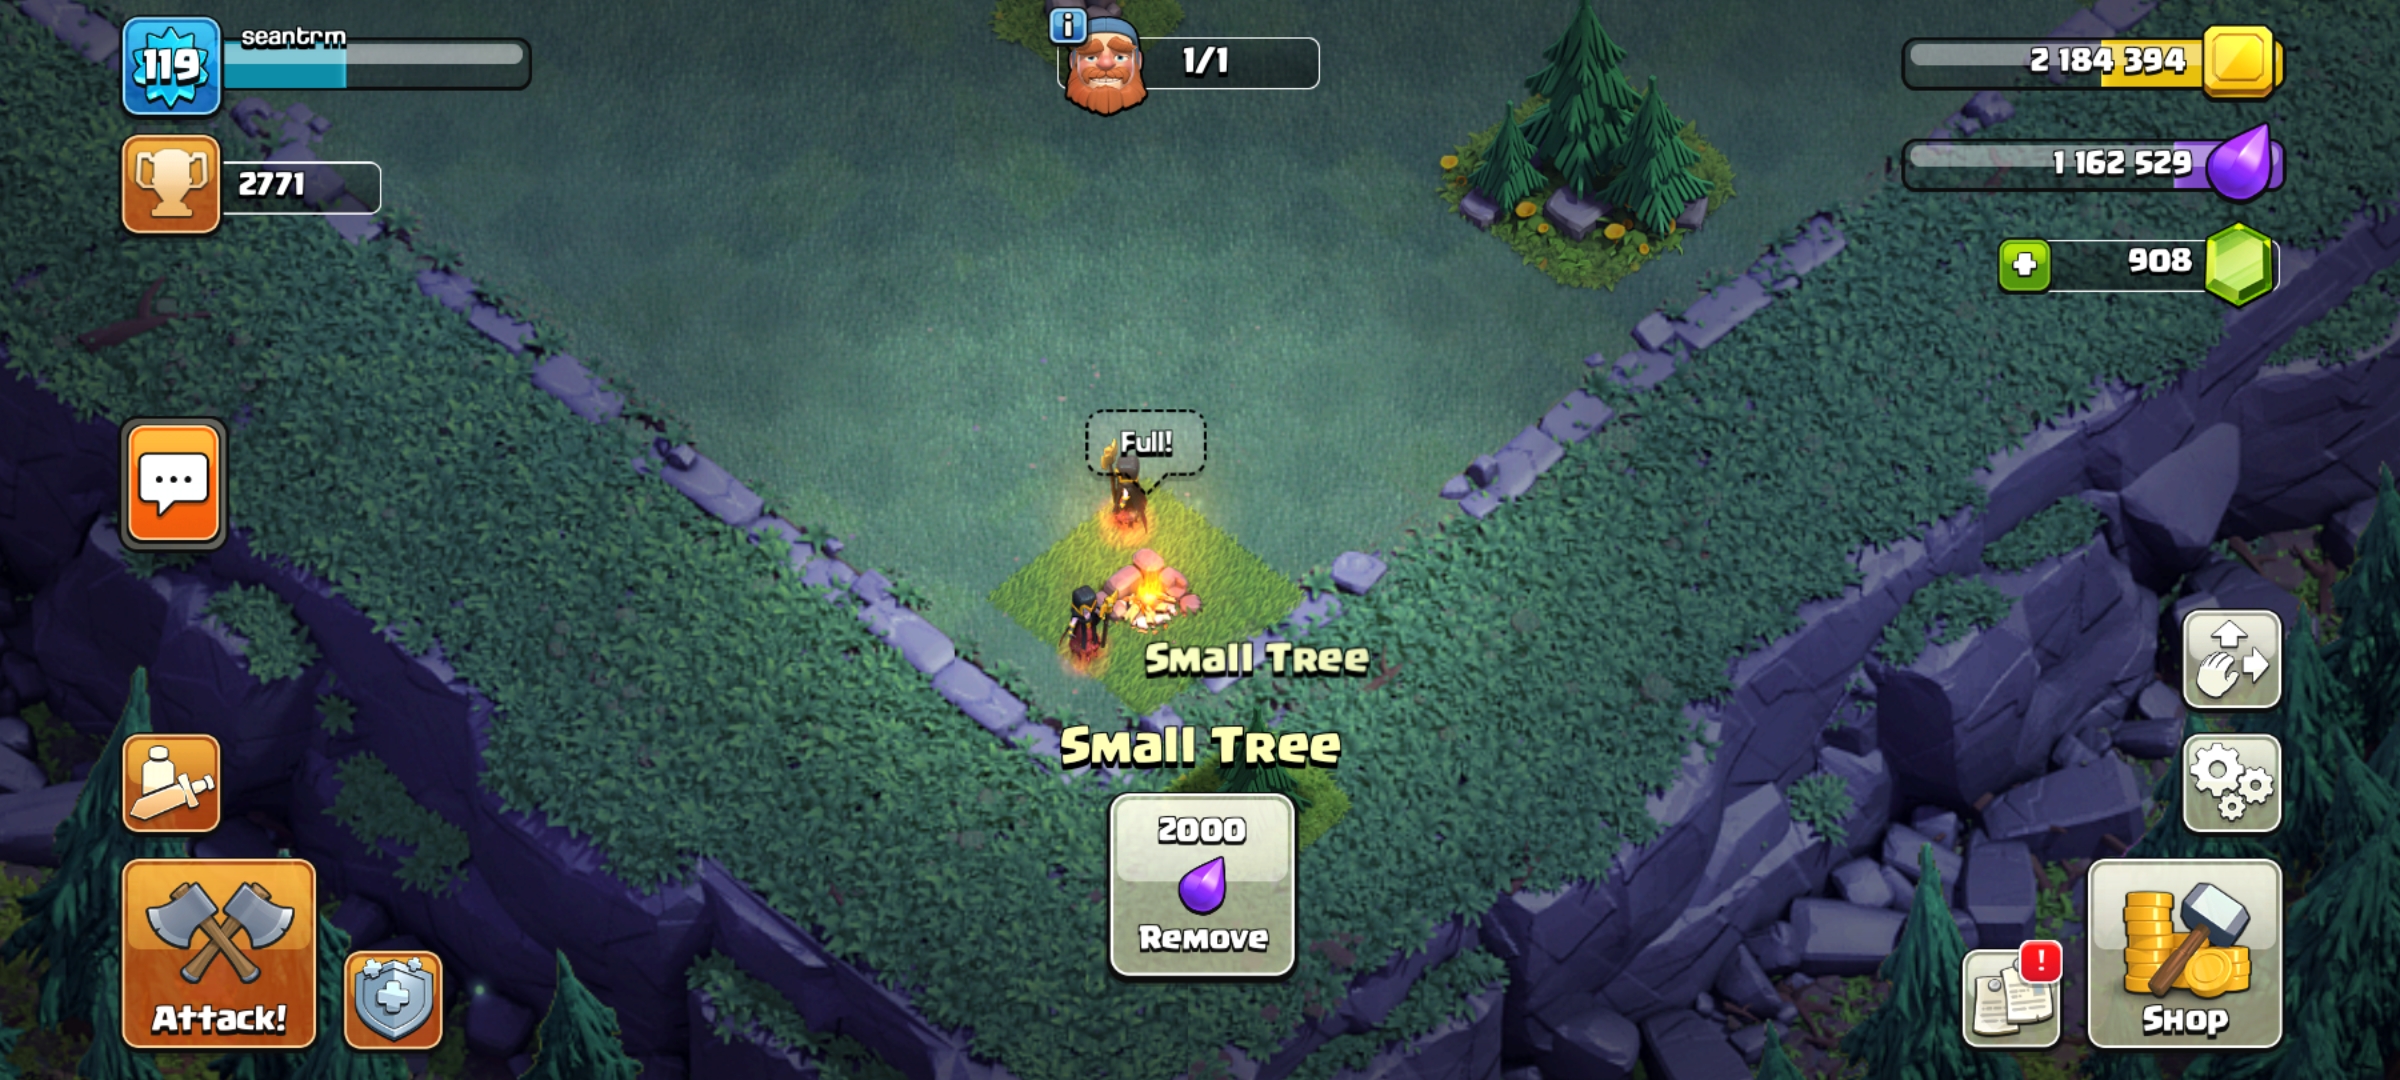 119
seantrm
i
1/1
2 184 394
2771
1 162 529
908
Full!
Small Tree
Small Tree
2000
Remove
Attack!
!
Shop